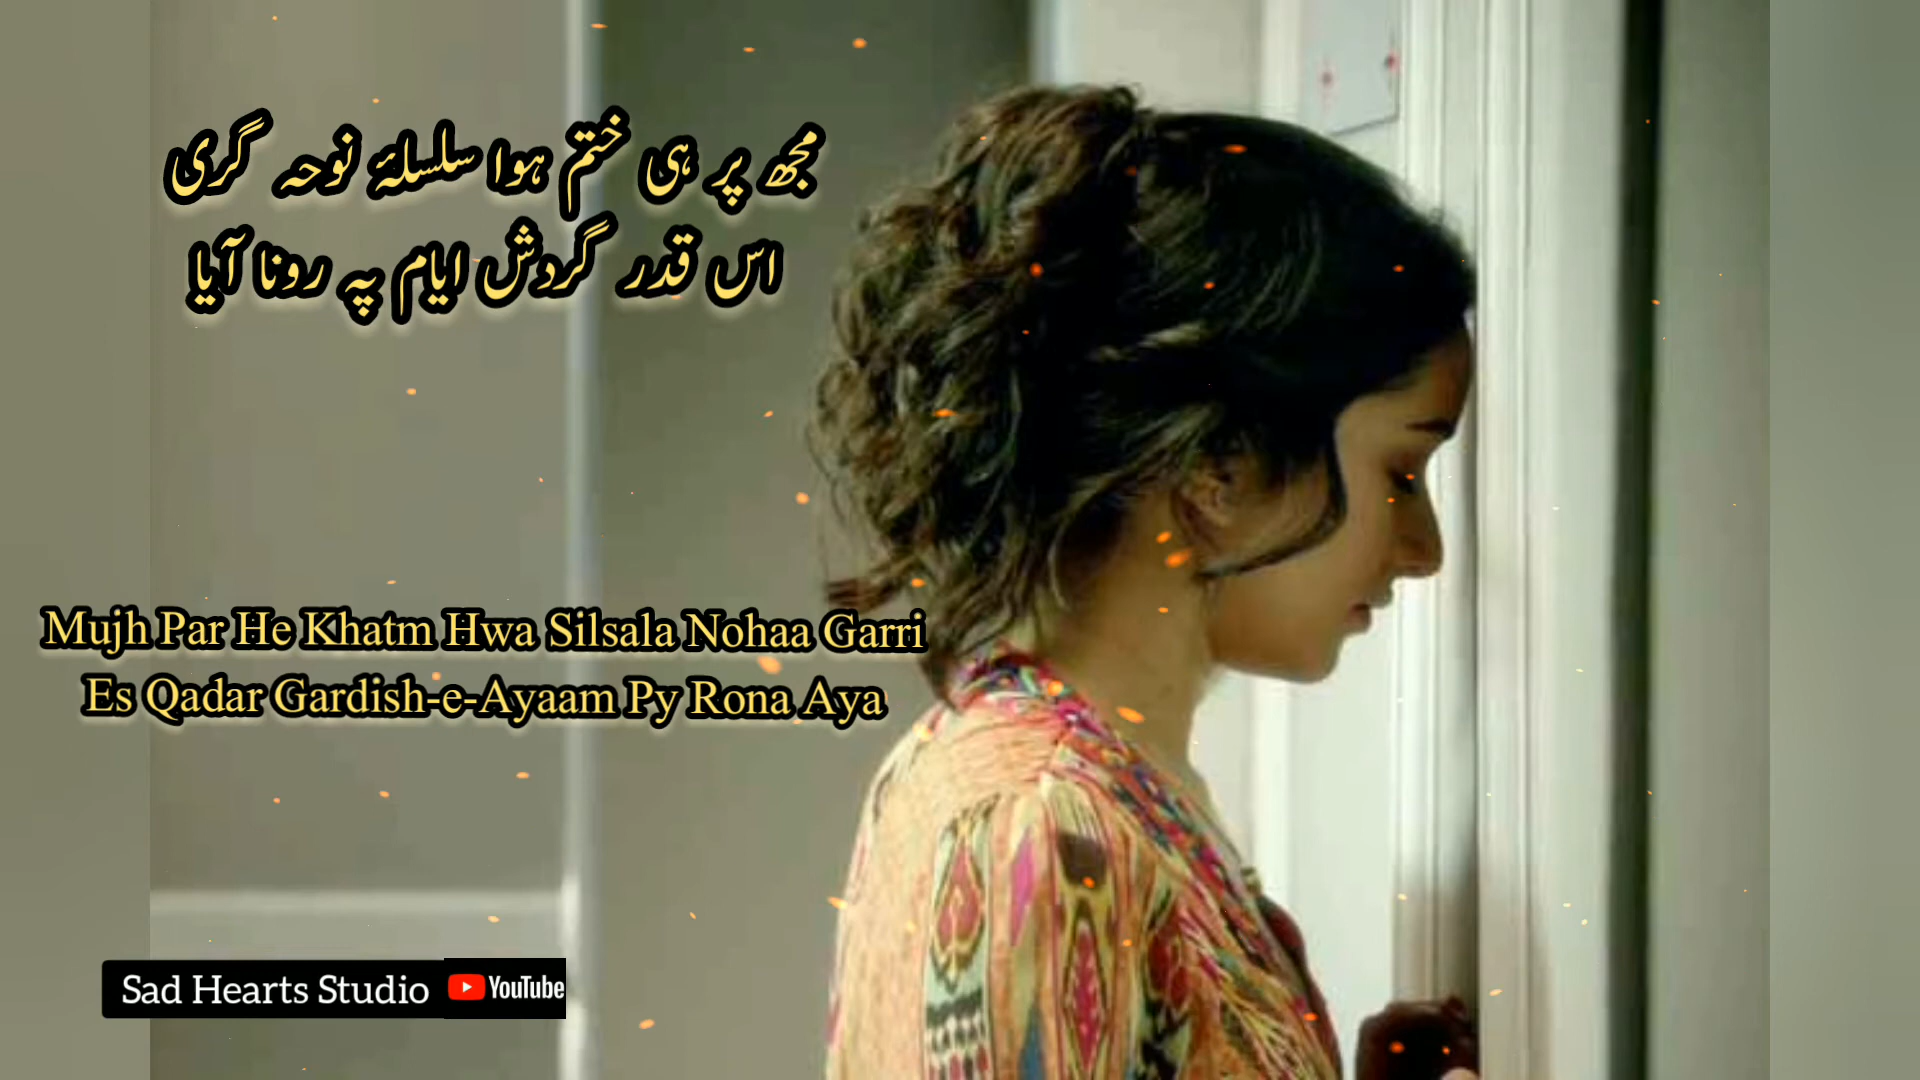 مجھ پر ہی ختم ہوا سلسلۂ نوحہ گری
اس قدر گردش ایام پہ رونا آیا
Mujh Par He Khatm Hwa Silsala Nohaa Garri
Es Qadar Gardish-e-Ayaam Py Rona Aya
Sad Hearts Studio YouTube